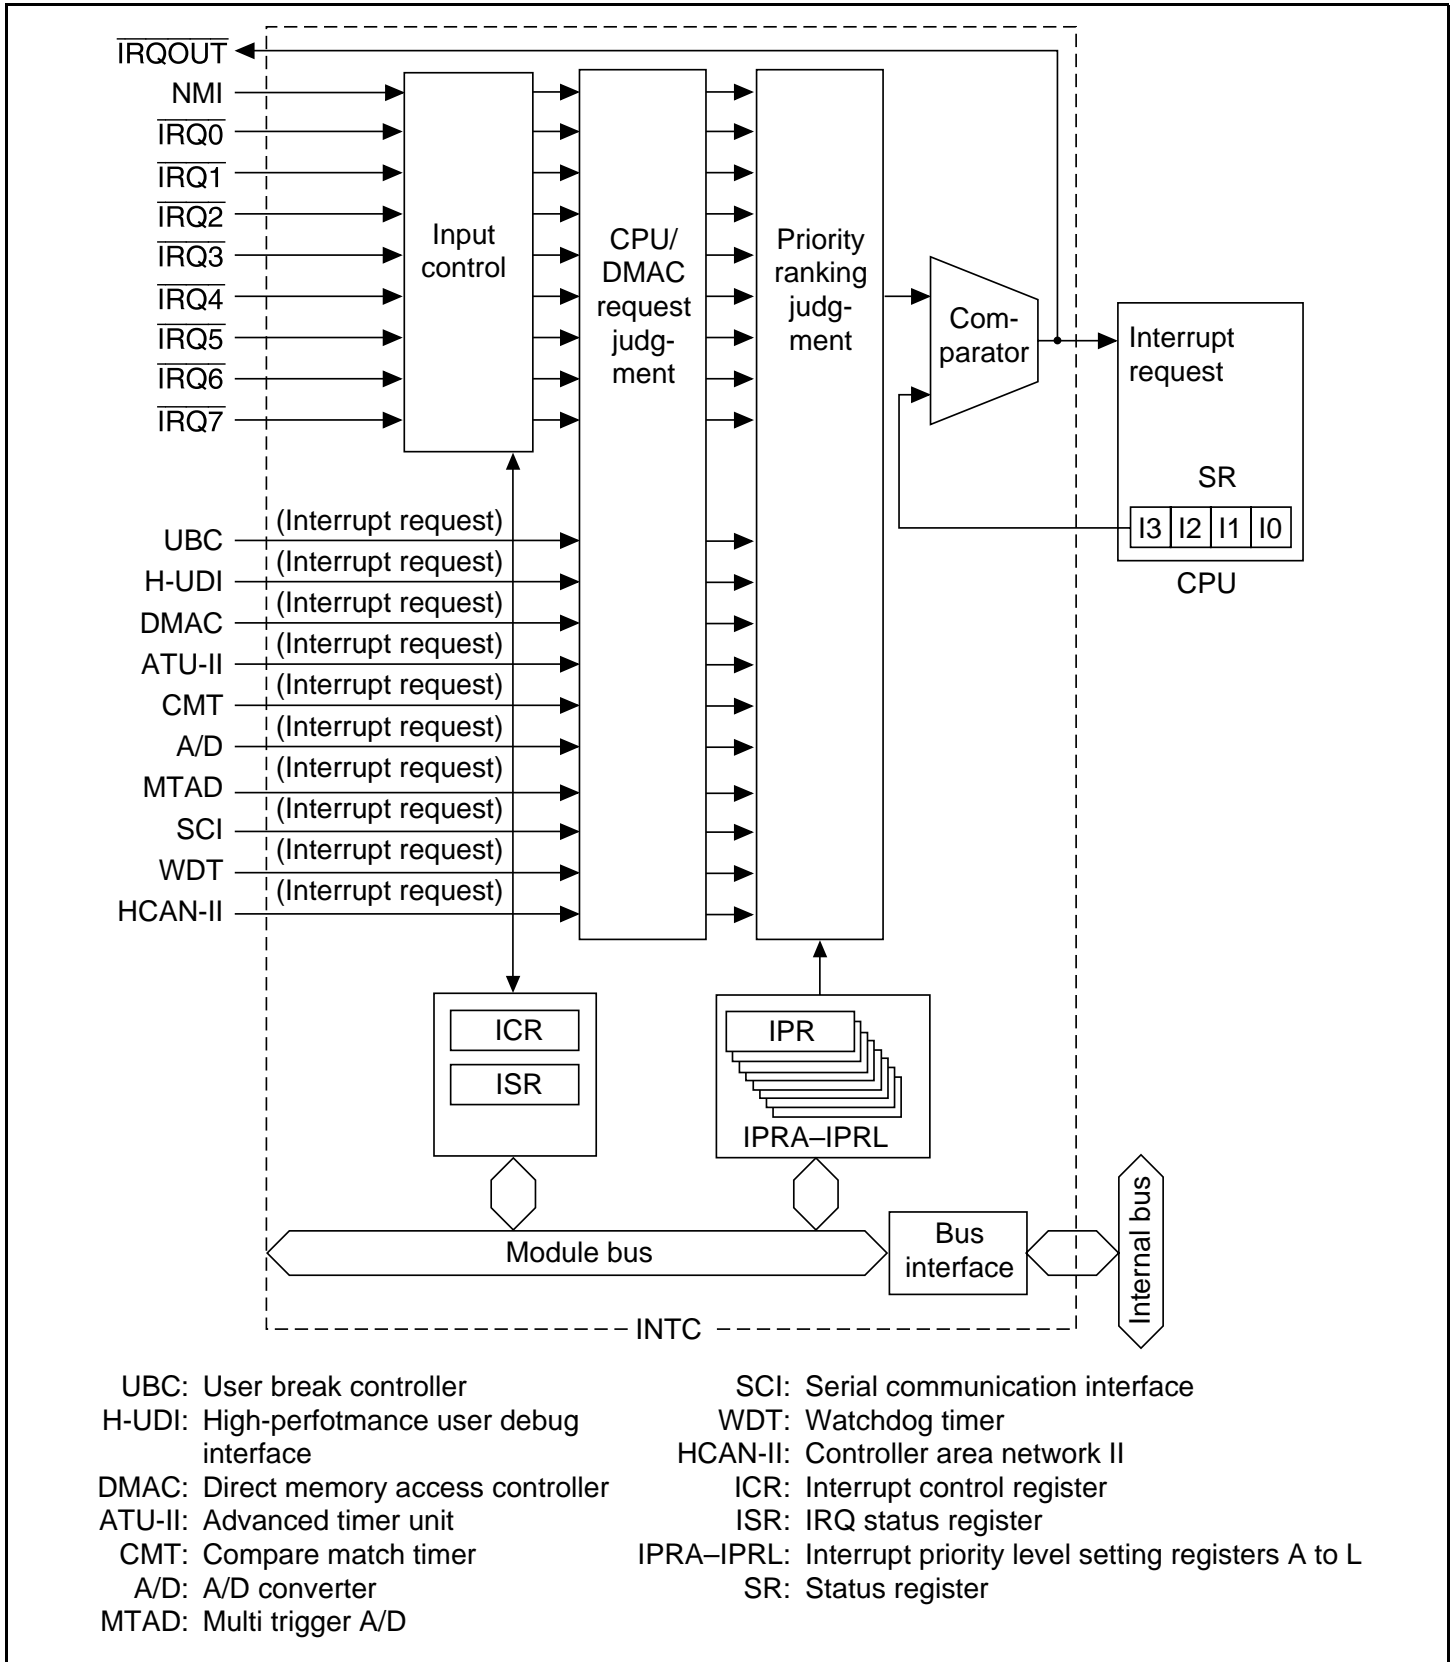 IRQOUT
NMI
IRQ0
IRQ1
IRQ2
IRQ3
IRQ4
IRQ5
IRQ6
IRQ7
Input
control
CPU/
DMAC
request
judg-
ment
Priority
ranking
judg-
ment
Com-
parator
Interrupt
request
SR
I3 I2 I1 I0
CPU
UBC (Interrupt request)
H-UDI (Interrupt request)
DMAC (Interrupt request)
ATU-II (Interrupt request)
CMT (Interrupt request)
A/D (Interrupt request)
MTAD (Interrupt request)
SCI (Interrupt request)
WDT (Interrupt request)
HCAN-II (Interrupt request)
ICR
ISR
IPR
IPRA–IPRL
Module bus
Bus
interface
Internal bus
INTC
UBC: User break controller
H-UDI: High-perfotmance user debug
interface
DMAC: Direct memory access controller
ATU-II: Advanced timer unit
CMT: Compare match timer
A/D: A/D converter
MTAD: Multi trigger A/D
SCI: Serial communication interface
WDT: Watchdog timer
HCAN-II: Controller area network II
ICR: Interrupt control register
ISR: IRQ status register
IPRA–IPRL: Interrupt priority level setting registers A to L
SR: Status register